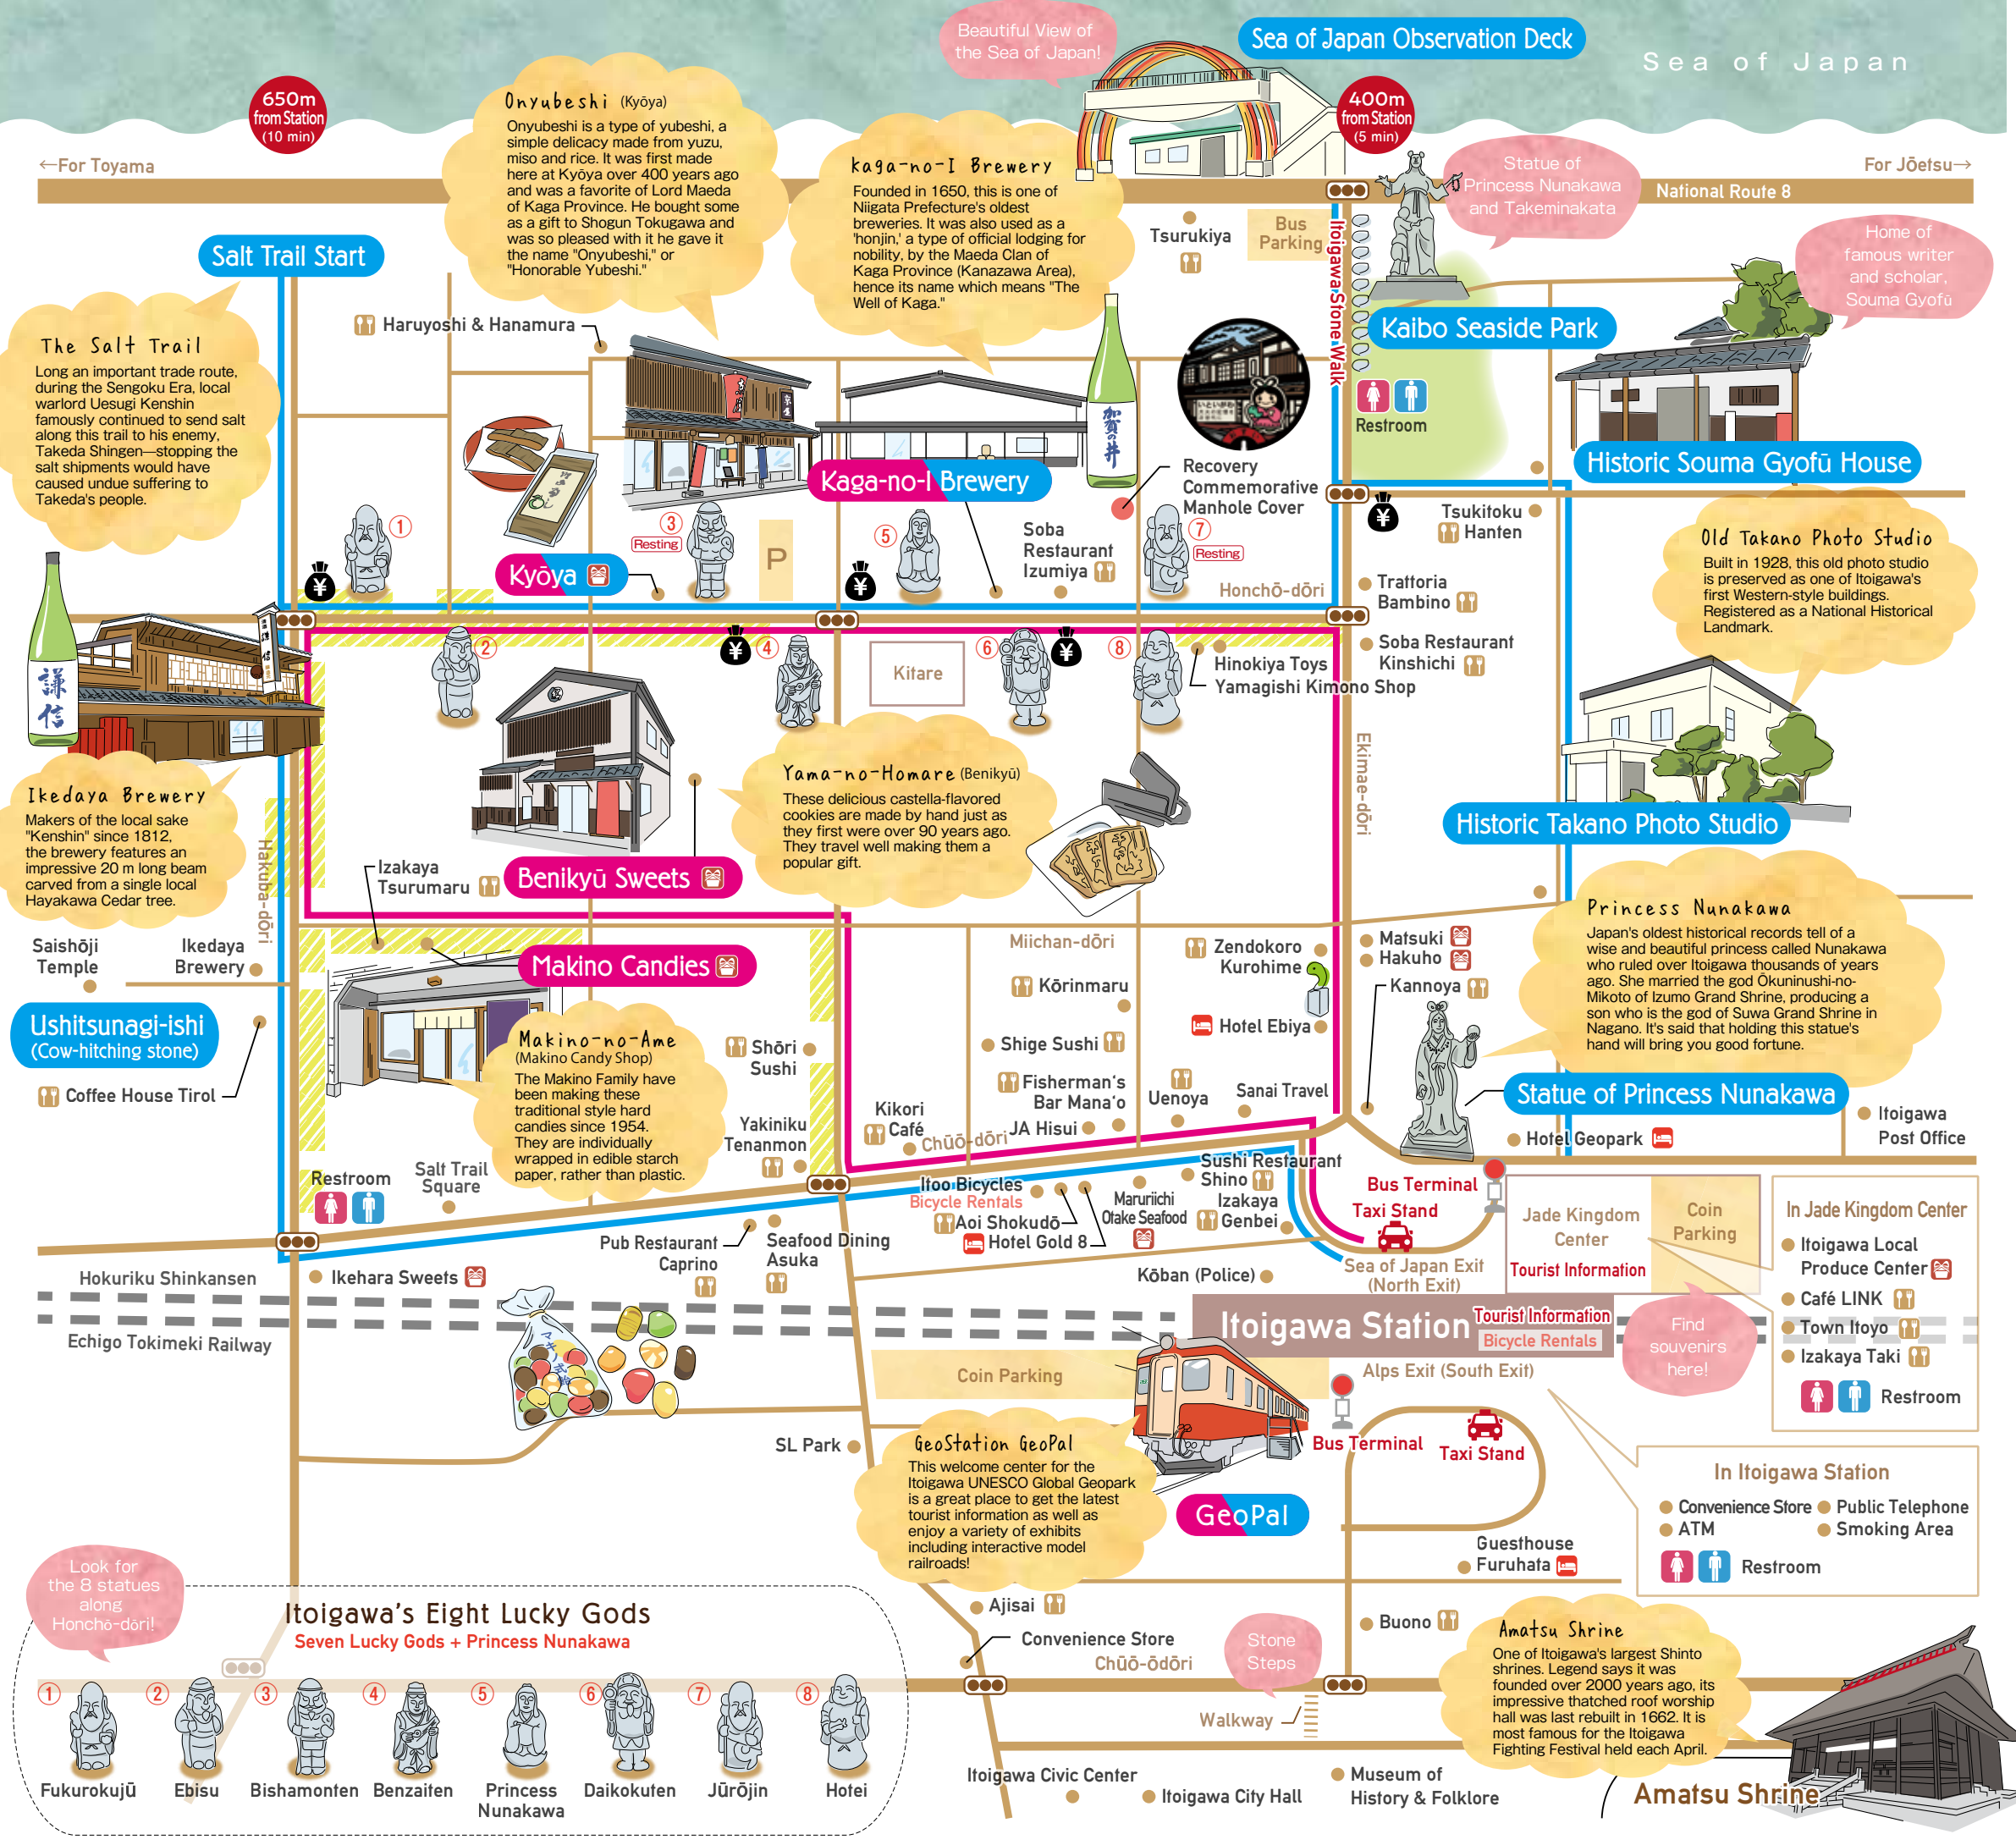 Beautiful View of
the Sea of Japan!
Sea of Japan Observation Deck
Sea of Japan
650m
from Station
(10 min)
400m
from Station
(5 min)
←For Toyama
For Jōetsu→
National Route 8
Onyubeshi (Kyōya)
Onyubeshi is a type of yubeshi, a
simple delicacy made from yuzu,
miso and rice. It was first made
here at Kyōya over 400 years ago
and was a favorite of Lord Maeda
of Kaga Province. He bought some
as a gift to Shogun Tokugawa and
was so pleased with it he gave it
the name "Onyubeshi," or
"Honorable Yubeshi."
Kaga-no-I Brewery
Founded in 1650, this is one of
Niigata Prefecture's oldest
breweries. It was also used as a
'honjin,' a type of official lodging for
nobility, by the Maeda Clan of
Kaga Province (Kanazawa Area),
hence its name which means "The
Well of Kaga."
Tsurukiya
Bus
Parking
Itoigawa Stone Walk
Statue of
Princess Nunakawa
and Takeminakata
Home of
famous writer
and scholar,
Souma Gyofū
Salt Trail Start
Haruyoshi & Hanamura
Kaibo Seaside Park
Restroom
Historic Souma Gyofū House
The Salt Trail
Long an important trade route,
during the Sengoku Era, local
warlord Uesugi Kenshin
famously continued to send salt
along this trail to his enemy,
Takeda Shingen—stopping the
salt shipments would have
caused undue suffering to
Takeda's people.
加賀の井
Kaga-no-I Brewery
Recovery
Commemorative
Manhole Cover
Tsukitoku
Hanten
Old Takano Photo Studio
Built in 1928, this old photo studio
is preserved as one of Itoigawa's
first Western-style buildings.
Registered as a National Historical
Landmark.
①
③
Resting
P
⑤
Soba
Restaurant
Izumiya
⑦
Resting
Kyōya
¥
¥
¥
Honchō-dōri
Trattoria
Bambino
②
¥
④
Kitare
⑥
¥
⑧
Hinokiya Toys
Yamagishi Kimono Shop
Soba Restaurant
Kinshichi
謙信
Ekimae-dōri
Historic Takano Photo Studio
Ikedaya Brewery
Makers of the local sake
"Kenshin" since 1812,
the brewery features an
impressive 20 m long beam
carved from a single local
Hayakawa Cedar tree.
Hakuba-dōri
Izakaya
Tsurumaru
Benikyū Sweets
Yama-no-Homare (Benikyū)
These delicious castella-flavored
cookies are made by hand just as
they first were over 90 years ago.
They travel well making them a
popular gift.
Princess Nunakawa
Japan's oldest historical records tell of a
wise and beautiful princess called Nunakawa
who ruled over Itoigawa thousands of years
ago. She married the god Ōkuninushi-no-
Mikoto of Izumo Grand Shrine, producing a
son who is the god of Suwa Grand Shrine in
Nagano. It's said that holding this statue's
hand will bring you good fortune.
Saishōji
Temple
Ikedaya
Brewery
Makino Candies
Miichan-dōri
Zendokoro
Kurohime
Matsuki
Hakuho
Kannoya
Kōrinmaru
Hotel Ebiya
Ushitsunagi-ishi
(Cow-hitching stone)
Coffee House Tirol
Makino-no-Ame
(Makino Candy Shop)
The Makino Family have
been making these
traditional style hard
candies since 1954.
They are individually
wrapped in edible starch
paper, rather than plastic.
Shōri
Sushi
Shige Sushi
Fisherman's
Bar Mana'o
Uenoya
Sanai Travel
Statue of Princess Nunakawa
Itoigawa
Post Office
Yakiniku
Tenanmon
Kikori
Café
Chūō-dōri
JA Hisui
Hotel Geopark
Restroom
Salt Trail
Square
Itoo Bicycles
Bicycle Rentals
Aoi Shokudō
Hotel Gold 8
Maruriichi
Otake Seafood
Sushi Restaurant
Shino
Izakaya
Genbei
Bus Terminal
Taxi Stand
Jade Kingdom
Center
Tourist Information
Coin
Parking
In Jade Kingdom Center
Itoigawa Local
Produce Center
Café LINK
Town Itoyo
Izakaya Taki
Restroom
Pub Restaurant
Caprino
Seafood Dining
Asuka
Kōban (Police)
Sea of Japan Exit
(North Exit)
Hokuriku Shinkansen
Ikehara Sweets
Echigo Tokimeki Railway
Itoigawa Station
Tourist Information
Bicycle Rentals
Find
souvenirs
here!
Coin Parking
Alps Exit (South Exit)
SL Park
GeoStation GeoPal
This welcome center for the
Itoigawa UNESCO Global Geopark
is a great place to get the latest
tourist information as well as
enjoy a variety of exhibits
including interactive model
railroads!
Bus Terminal
Taxi Stand
GeoPal
In Itoigawa Station
Convenience Store
Public Telephone
ATM
Smoking Area
Restroom
Guesthouse
Furuhata
Look for
the 8 statues
along
Honchō-dōri!
Itoigawa's Eight Lucky Gods
Seven Lucky Gods + Princess Nunakawa
① ② ③ ④ ⑤ ⑥ ⑦ ⑧
Fukurokujū
Ebisu
Bishamonten
Benzaiten
Princess
Nunakawa
Daikokuten
Jūrōjin
Hotei
Ajisai
Convenience Store
Chūō-ōdōri
Stone
Steps
Walkway
Buono
Amatsu Shrine
One of Itoigawa's largest Shinto
shrines. Legend says it was
founded over 2000 years ago, its
impressive thatched roof worship
hall was last rebuilt in 1662. It is
most famous for the Itoigawa
Fighting Festival held each April.
Itoigawa Civic Center
Itoigawa City Hall
Museum of
History & Folklore
Amatsu Shrine